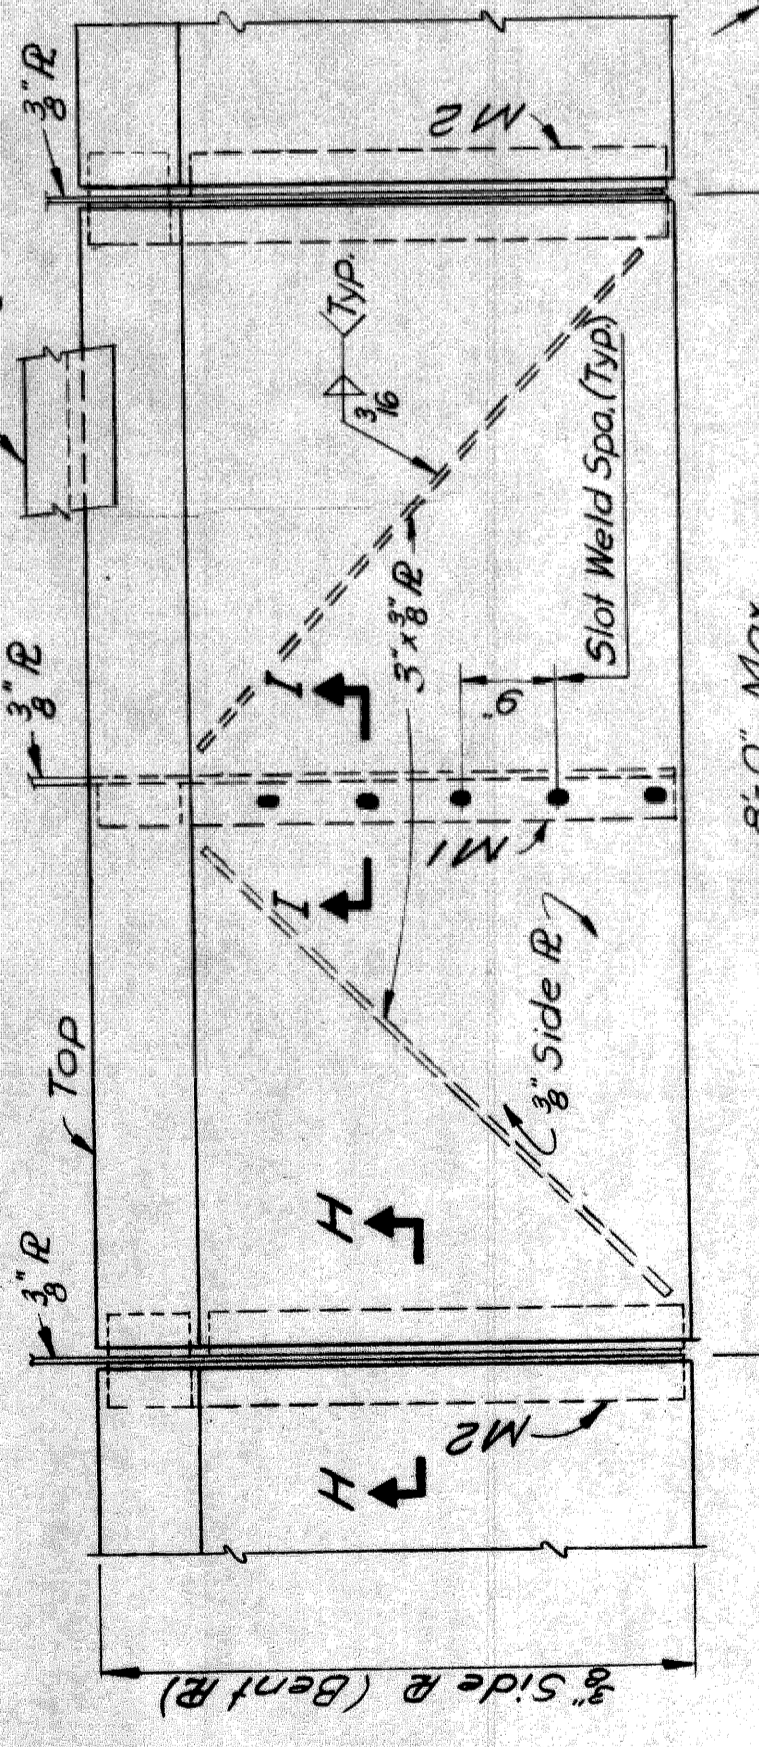 3/8" ⅊
3/8" ⅊
3/8" ⅊
Top
M2
Typ.
3/16
3" x 3/8" ⅊
Slot Weld Spa. (Typ.)
I
I
M1
3/8" Side ⅊
H
H
M2
3/8" Side ⅊ (Bent ⅊)
8'-0" Max